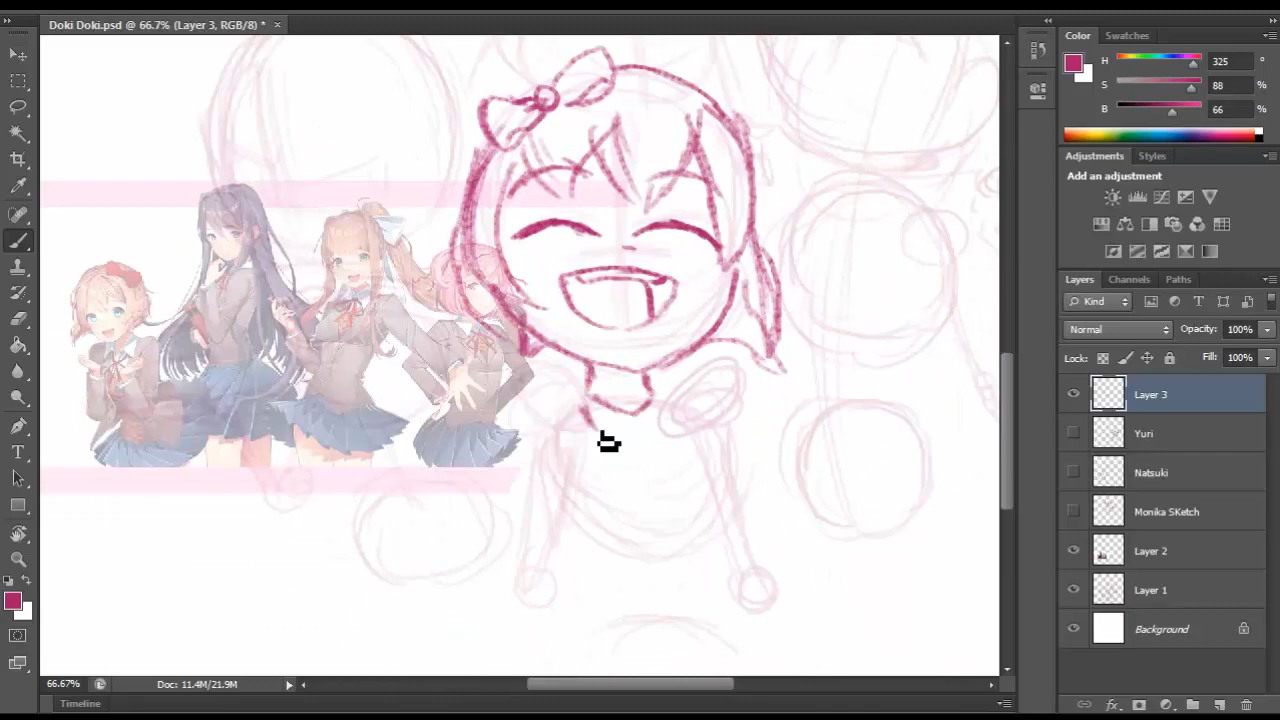 Doki Doki.psd @ 66.7% (Layer 3, RGB/8) *
Color
Swatches
H
325
°
S
88
%
B
66
%
Adjustments
Styles
Add an adjustment
Layers
Channels
Paths
Kind
Normal
Opacity:
100%
Lock:
Fill:
100%
Layer 3
Yuri
Natsuki
Monika SKetch
Layer 2
Layer 1
Background
fx
T
66.67%
Doc: 11.4M/21.9M
Timeline